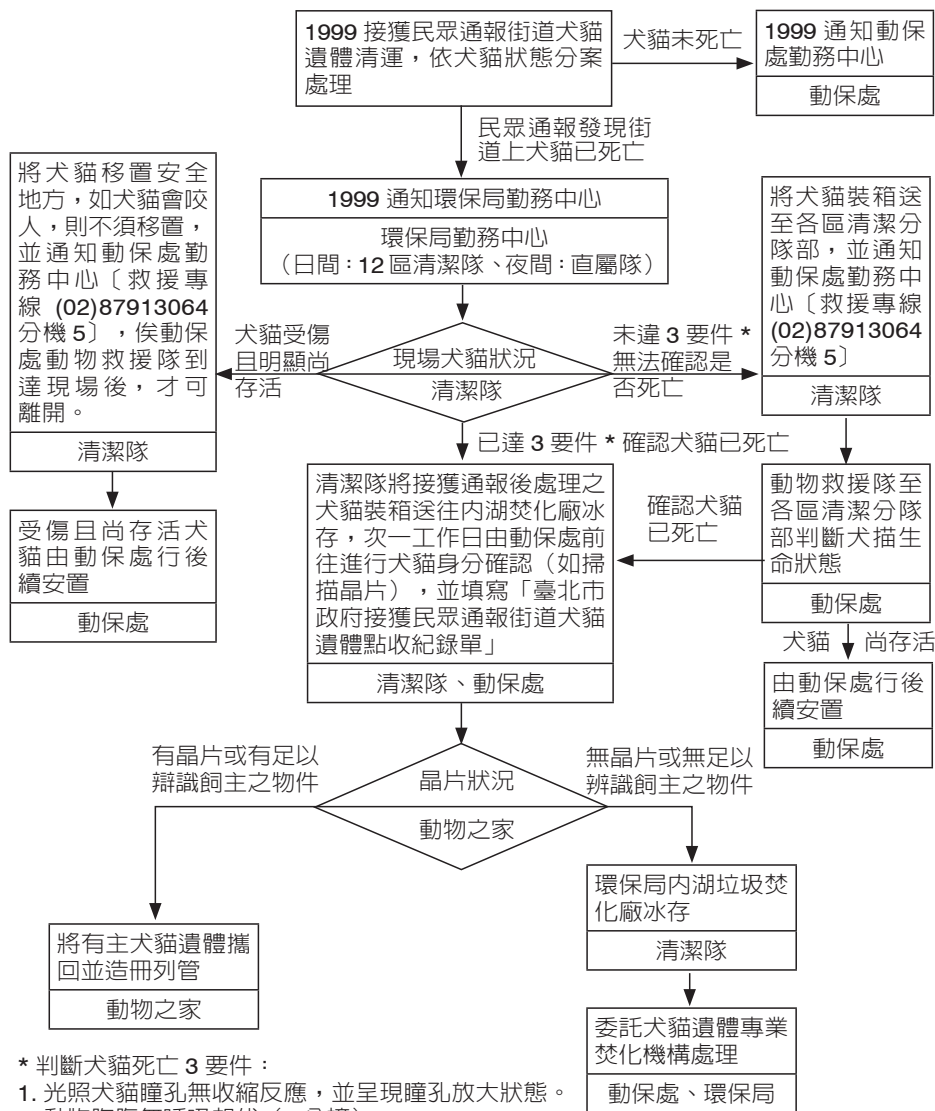 1999 接獲民眾通報街道犬貓
遺體清運，依犬貓狀態分案
處理
犬貓未死亡
1999 通知動保
處勤務中心
動保處
民眾通報發現街
道上犬貓已死亡
1999 通知環保局勤務中心
環保局勤務中心
（日間：12 區清潔隊、夜間：直屬隊）
將犬貓移置安全
地方，如犬貓會咬
人，則不須移置，
並通知動保處勤
務中心〔救援專
線 (02)87913064
分機 5〕，俟動保
處動物救援隊到
達現場後，才可
離開。
清潔隊
犬貓受傷
且明顯尚
存活
現場犬貓狀況
清潔隊
未違 3 要件 *
無法確認是
否死亡
將犬貓裝箱送
至各區清潔分
隊部，並通知
動保處勤務中
心〔救援專線
(02)87913064
分機 5〕
清潔隊
受傷且尚存活犬
貓由動保處行後
續安置
動保處
已達 3 要件 * 確認犬貓已死亡
清潔隊將接獲通報後處理之
犬貓裝箱送往內湖焚化廠冰
存，次一工作日由動保處前
往進行犬貓身分確認（如掃
描晶片），並填寫「臺北市
政府接獲民眾通報街道犬貓
遺體點收紀錄單」
清潔隊、動保處
確認犬貓
已死亡
動物救援隊至
各區清潔分隊
部判斷犬描生
命狀態
動保處
犬貓 尚存活
由動保處行後
續安置
動保處
有晶片或有足以
辯識飼主之物件
晶片狀況
動物之家
無晶片或無足以
辨識飼主之物件
將有主犬貓遺體攜
回並造冊列管
動物之家
環保局內湖垃圾焚
化廠冰存
清潔隊
委託犬貓遺體專業
焚化機構處理
動保處、環保局
* 判斷犬貓死亡 3 要件：
1. 光照犬貓瞳孔無收縮反應，並呈現瞳孔放大狀態。